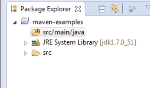 Package Explorer
maven-examples
src/main/java
JRE System Library [jdk1.7.0_51]
src